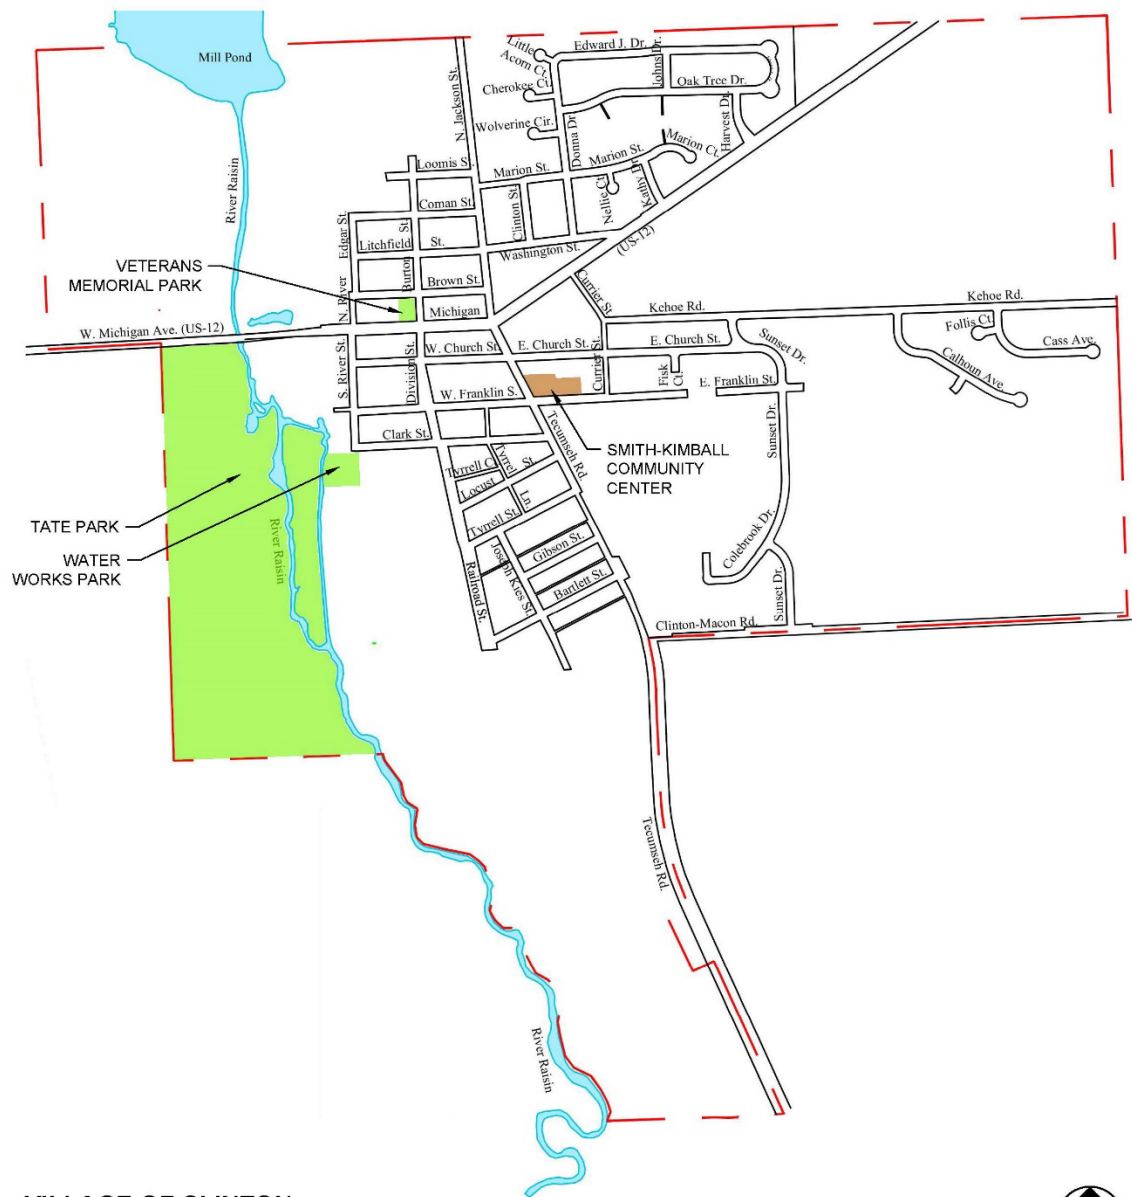 Mill Pond
Little
Acorn Ct.
Edward J. Dr.
Johns Dr.
Oak Tree Dr.
Cherokee Ct.
N. Jackson St.
Wolverine Cir.
Donna Dr.
Harvest Dr.
Marion Ct.
Loomis S.
Marion St.
Marion St.
River Raisin
Coman St.
Clinton St.
Nellie Ct.
Kathy Dr.
Edgar St.
Litchfield
St.
St.
Washington St.
(US-12)
VETERANS
MEMORIAL PARK
Burton
Brown St.
Currier St
N. River
Michigan
Kehoe Rd.
Kehoe Rd.
W. Michigan Ave. (US-12)
Follis Ct.
Cass Ave.
W. Church St.
E. Church St.
E. Church St.
Sunset Dr.
S. River St.
Division St.
Currier St.
Fisk
Ct.
Calhoun Ave.
W. Franklin S.
E. Franklin St.
Clark St.
Tecumseh Rd.
Sunset Dr.
SMITH-KIMBALL
COMMUNITY
CENTER
Tyrrell C.
Tyrrel
St.
Locust
Ln.
TATE PARK
Tyrrell St.
WATER
WORKS PARK
River Raisin
Gibson St.
Colebrook Dr.
Joseph Kies St.
Bartlett St.
Railroad St.
Sunset Dr.
Clinton-Macon Rd.
Tecumseh Rd.
River Raisin